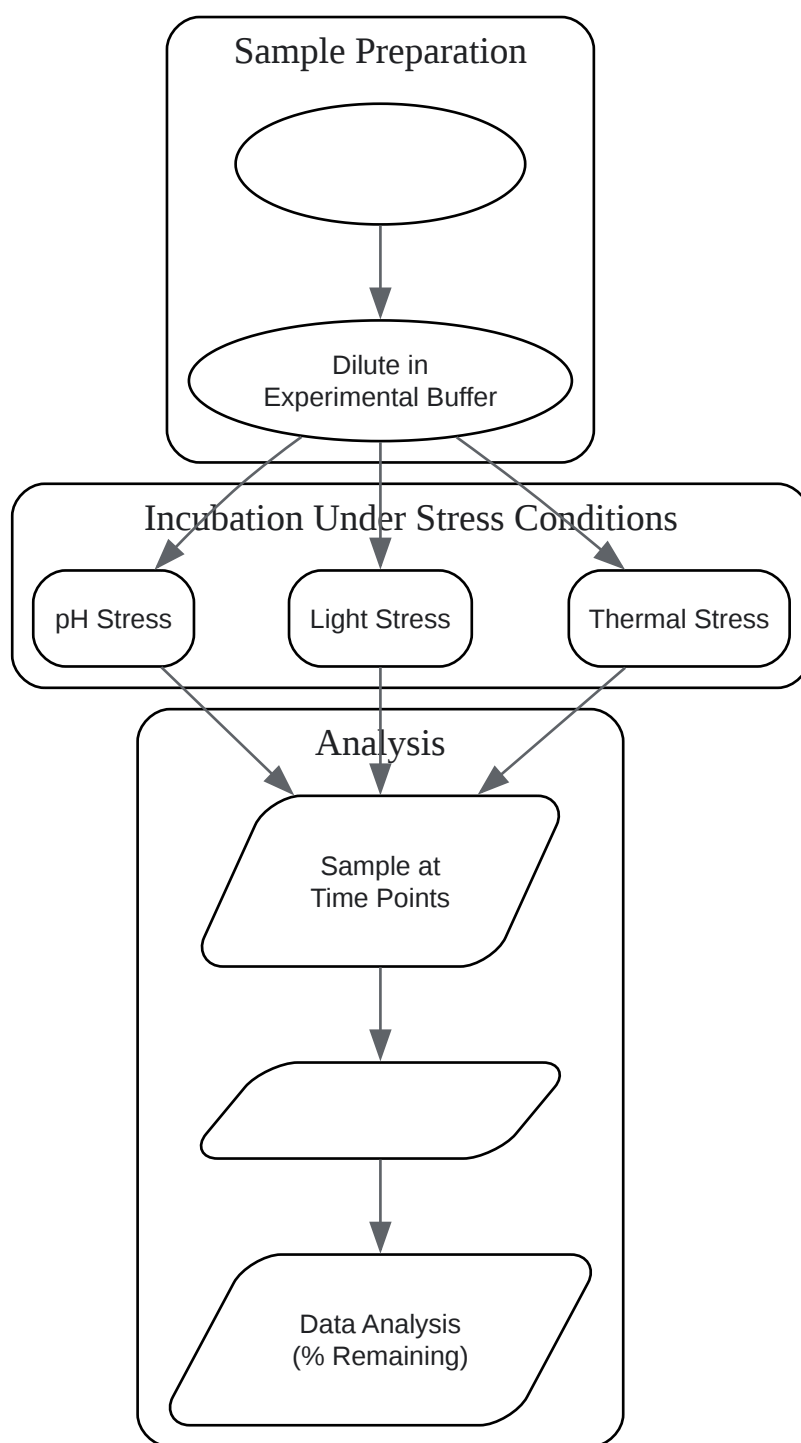 Sample Preparation
Dilute in
Experimental Buffer
Incubation Under Stress Conditions
pH Stress
Light Stress
Thermal Stress
Analysis
Sample at
Time Points
Data Analysis
(% Remaining)